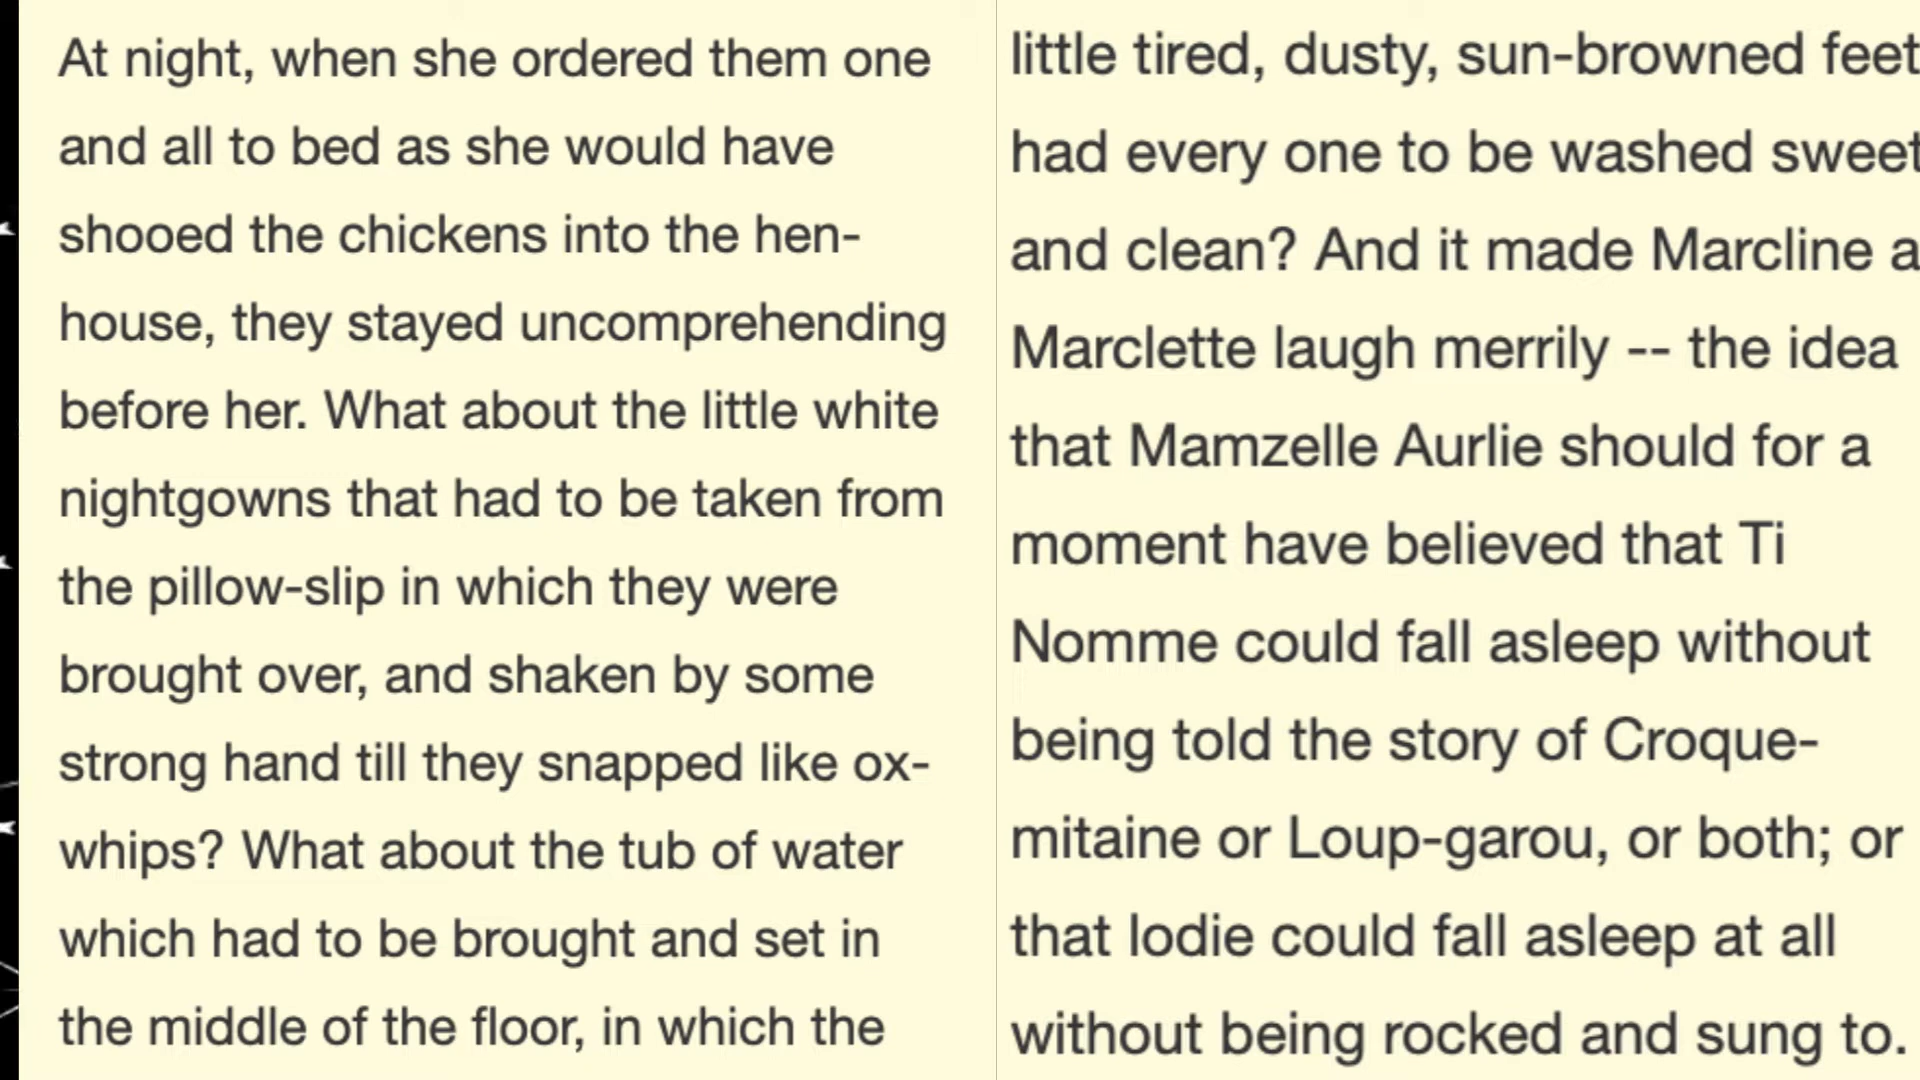 At night, when she ordered them one
and all to bed as she would have
shooed the chickens into the hen-
house, they stayed uncomprehending
before her. What about the little white
nightgowns that had to be taken from
the pillow-slip in which they were
brought over, and shaken by some
strong hand till they snapped like ox-
whips? What about the tub of water
which had to be brought and set in
the middle of the floor, in which the
little tired, dusty, sun-browned feet
had every one to be washed sweet
and clean? And it made Marcline a
Marclette laugh merrily -- the idea
that Mamzelle Aurlie should for a
moment have believed that Ti
Nomme could fall asleep without
being told the story of Croque-
mitaine or Loup-garou, or both; or
that lodie could fall asleep at all
without being rocked and sung to.